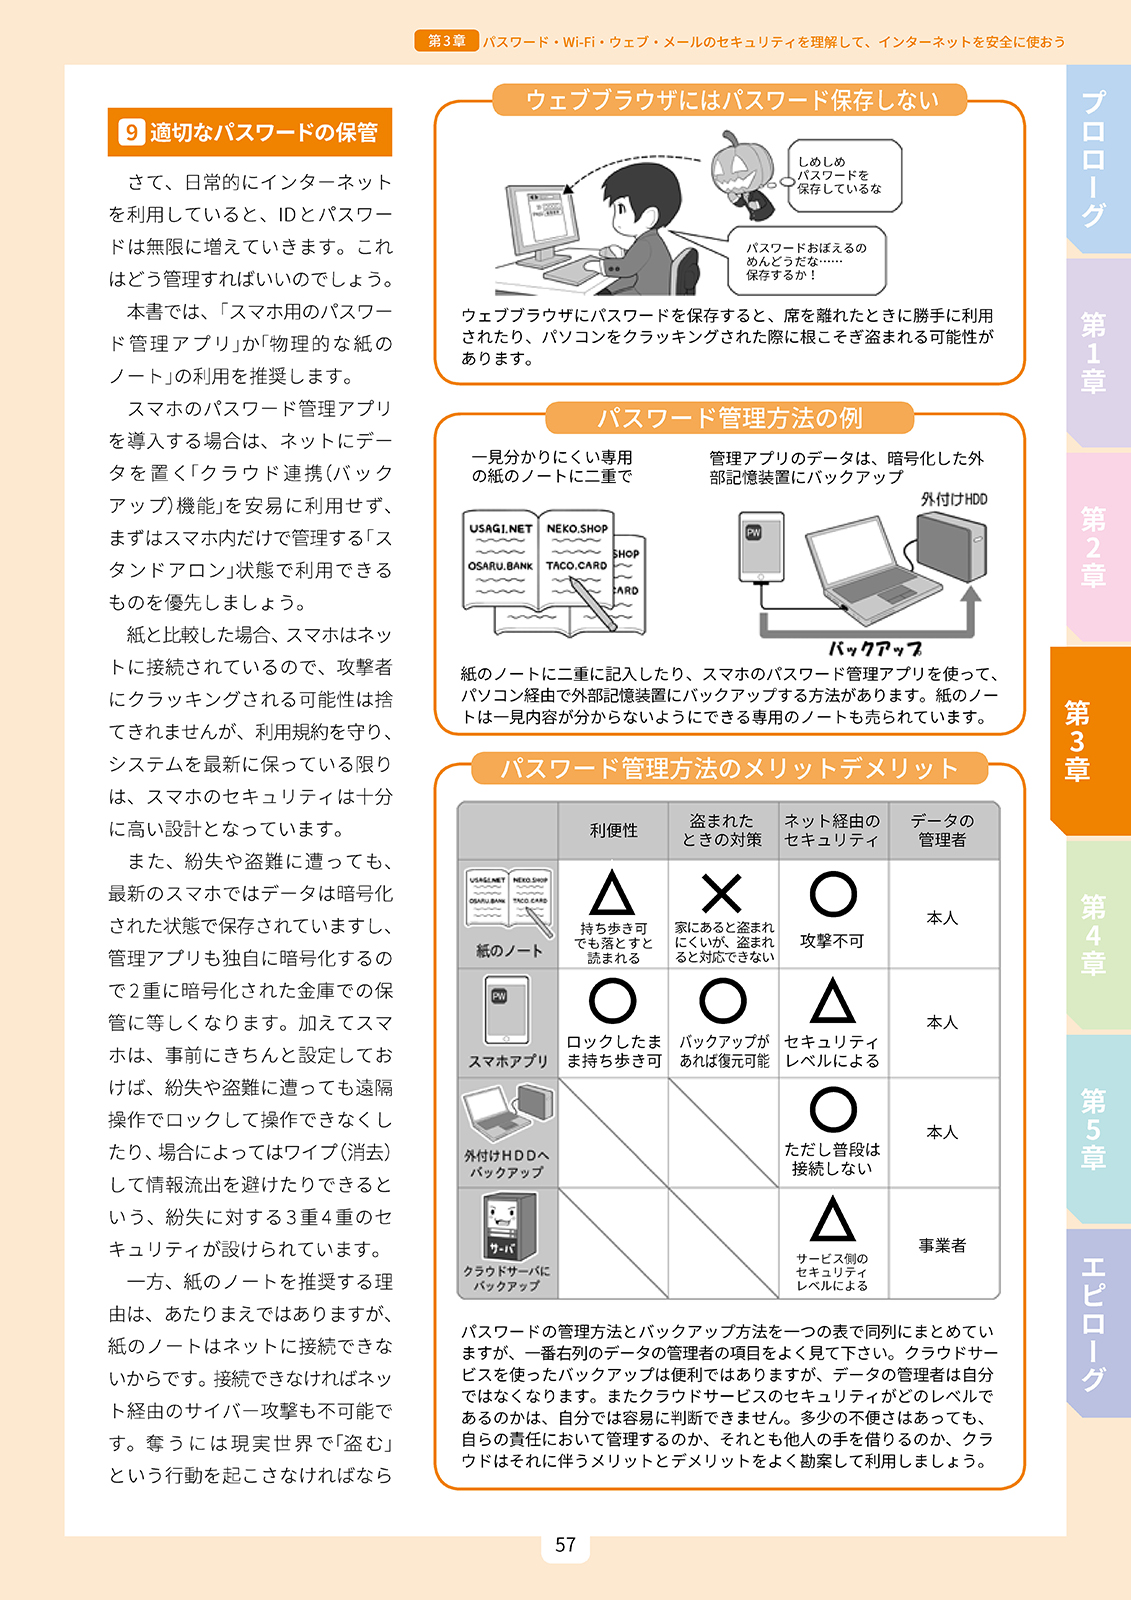 第3章 パスワード・Wi-Fi・ウェブ・メールのセキュリティを理解して、インターネットを安全に使おう
9 適切なパスワードの保管
さて、日常的にインターネット
を利用していると、IDとパスワー
ドは無限に増えていきます。これ
はどう管理すればいいのでしょう。
本書では、「スマホ用のパスワー
ド管理アプリ」か「物理的な紙の
ノート」の利用を推奨します。
スマホのパスワード管理アプリ
を導入する場合は、ネットにデー
タを置く「クラウド連携(バック
アップ)機能」を安易に利用せず、
まずはスマホ内だけで管理する「ス
タンドアロン」状態で利用できる
ものを優先しましょう。
紙と比較した場合、スマホはネッ
トに接続されているので、攻撃者
にクラッキングされる可能性は捨
てきれませんが、利用規約を守り、
システムを最新に保っている限り
は、スマホのセキュリティは十分
に高い設計となっています。
また、紛失や盗難に遭っても、
最新のスマホではデータは暗号化
された状態で保存されていますし、
管理アプリも独自に暗号化するの
で2重に暗号化された金庫での保
管に等しくなります。加えてスマ
ホは、事前にきちんと設定してお
けば、紛失や盗難に遭っても遠隔
操作でロックして操作できなくし
たり、場合によってはワイプ(消去)
して情報流出を避けたりできると
いう、紛失に対する3重4重のセ
キュリティが設けられています。
一方、紙のノートを推奨する理
由は、あたりまえではありますが、
紙のノートはネットに接続できな
いからです。接続できなければネッ
ト経由のサイバー攻撃も不可能で
す。奪うには現実世界で「盗む」
という行動を起こさなければなら
ウェブブラウザにはパスワード保存しない
しめしめ
パスワードを
保存しているな
パスワードおぼえるの
めんどうだな……
保存するか！
ウェブブラウザにパスワードを保存すると、席を離れたときに勝手に利用
されたり、パソコンをクラッキングされた際に根こそぎ盗まれる可能性が
あります。
パスワード管理方法の例
一見分かりにくい専用
の紙のノートに二重で
USAGI.NET NEKO.SHOP
OSARU.BANK TACO.CARD
SHOP
ARD
管理アプリのデータは、暗号化した外
部記憶装置にバックアップ
外付けHDD
PW
バックアップ
紙のノートに二重に記入したり、スマホのパスワード管理アプリを使って、
パソコン経由で外部記憶装置にバックアップする方法があります。紙のノー
トは一見内容が分からないようにできる専用のノートも売られています。
パスワード管理方法のメリットデメリット
利便性
盗まれた
ときの対策
ネット経由の
セキュリティ
データの
管理者
USAGI.NET NEKO.SHOP
OSARU.BANK TACO.CARD
紙のノート
△
持ち歩き可
でも落とすと
読まれる
×
家にあると盗まれ
にくいが、盗まれ
ると対応できない
○
攻撃不可
本人
PW
スマホアプリ
○
ロックしたま
ま持ち歩き可
○
バックアップが
あれば復元可能
△
セキュリティ
レベルによる
本人
外付けHDDへ
バックアップ
○
ただし普段は
接続しない
本人
サーバ
クラウドサーバに
バックアップ
△
サービス側の
セキュリティ
レベルによる
事業者
パスワードの管理方法とバックアップ方法を一つの表で同列にまとめてい
ますが、一番右列のデータの管理者の項目をよく見て下さい。クラウドサー
ビスを使ったバックアップは便利ではありますが、データの管理者は自分
ではなくなります。またクラウドサービスのセキュリティがどのレベルで
あるのかは、自分では容易に判断できません。多少の不便さはあっても、
自らの責任において管理するのか、それとも他人の手を借りるのか、クラ
ウドはそれに伴うメリットとデメリットをよく勘案して利用しましょう。
プロローグ
第1章
第2章
第3章
第4章
第5章
エピローグ
57